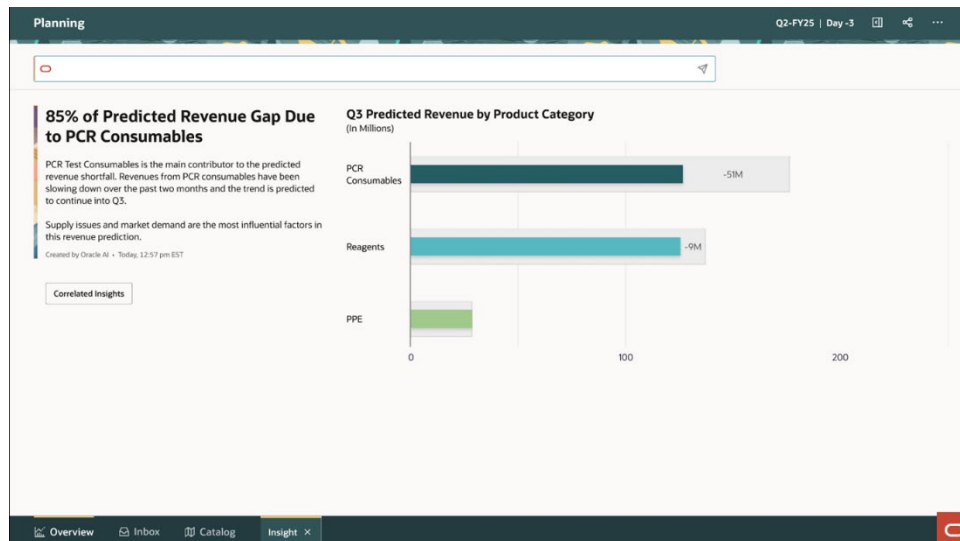 Planning
Q2-FY25 | Day -3
85% of Predicted Revenue Gap Due
to PCR Consumables
PCR Test Consumables is the main contributor to the predicted
revenue shortfall. Revenues from PCR consumables have been
slowing down over the past two months and the trend is predicted
to continue into Q3.
Supply issues and market demand are the most influential factors in
this revenue prediction.
Created by Oracle AI • Today, 12:57 pm EST
Correlated Insights
Q3 Predicted Revenue by Product Category
(In Millions)
PCR
Consumables
-51M
Reagents
-9M
PPE
0 100 200
Overview Inbox Catalog Insight ×